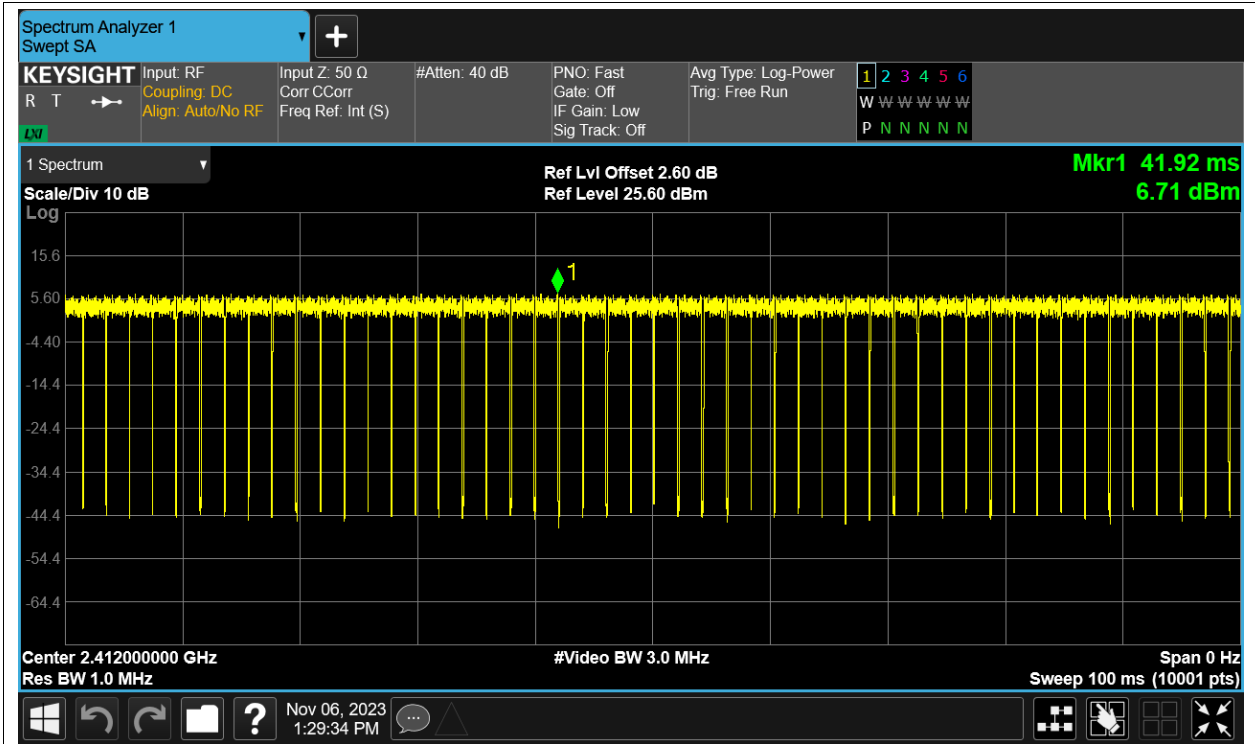 Spectrum Analyzer 1
Swept SA
+
KEYSIGHT
R T
LXI
Input: RF
Coupling: DC
Align: Auto/No RF
Input Z: 50 Ω
Corr CCorr
Freq Ref: Int (S)
#Atten: 40 dB
PNO: Fast
Gate: Off
IF Gain: Low
Sig Track: Off
Avg Type: Log-Power
Trig: Free Run
1 2 3 4 5 6
W W W W W W
P N N N N N
1 Spectrum
Scale/Div 10 dB
Log
Ref Lvl Offset 2.60 dB
Ref Level 25.60 dBm
Mkr1 41.92 ms
6.71 dBm
1
15.6
5.60
-4.40
-14.4
-24.4
-34.4
-44.4
-54.4
-64.4
Center 2.412000000 GHz
Res BW 1.0 MHz
#Video BW 3.0 MHz
Span 0 Hz
Sweep 100 ms (10001 pts)
?
Nov 06, 2023
1:29:34 PM